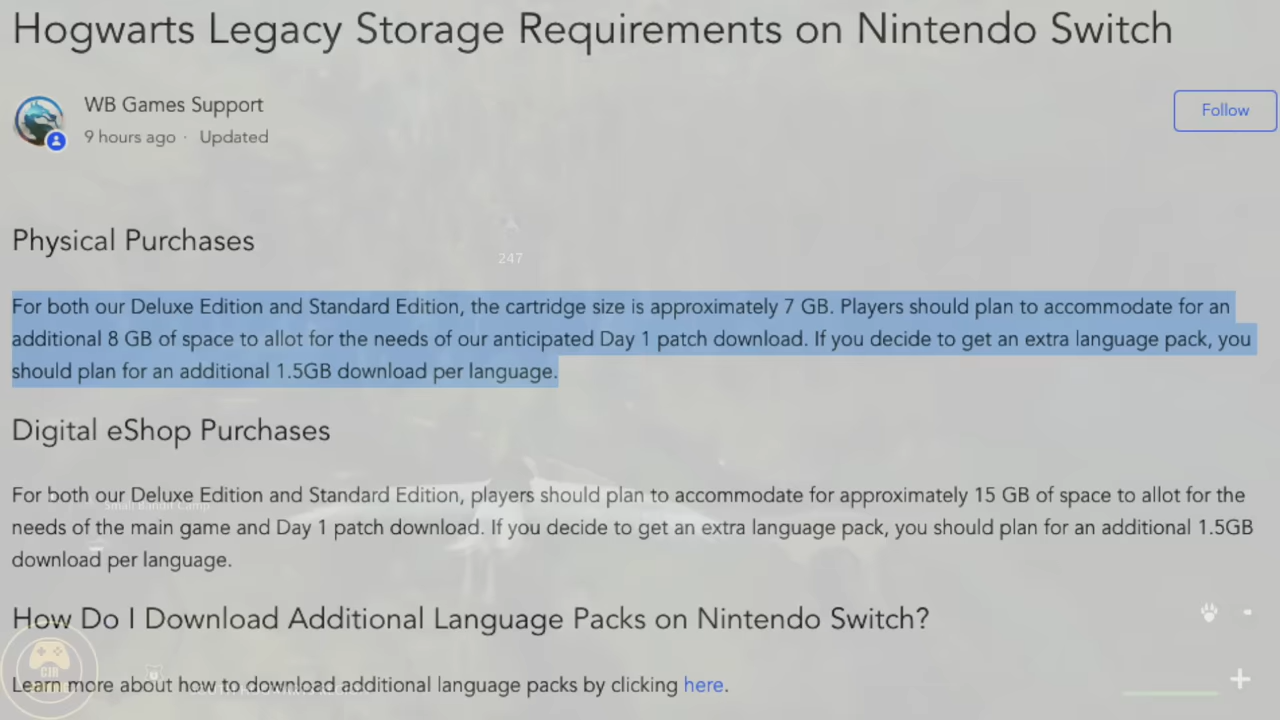 Hogwarts Legacy Storage Requirements on Nintendo Switch
WB Games Support
9 hours ago · Updated
Follow
247
Physical Purchases
For both our Deluxe Edition and Standard Edition, the cartridge size is approximately 7 GB. Players should plan to accommodate for an
additional 8 GB of space to allot for the needs of our anticipated Day 1 patch download. If you decide to get an extra language pack, you
should plan for an additional 1.5GB download per language.
Digital eShop Purchases
For both our Deluxe Edition and Standard Edition, players should plan to accommodate for approximately 15 GB of space to allot for the
Small Bandit Camp
needs of the main game and Day 1 patch download. If you decide to get an extra language pack, you should plan for an additional 1.5GB
download per language.
How Do I Download Additional Language Packs on Nintendo Switch?
CJR
Learn more about how to download additional language packs by clicking here.